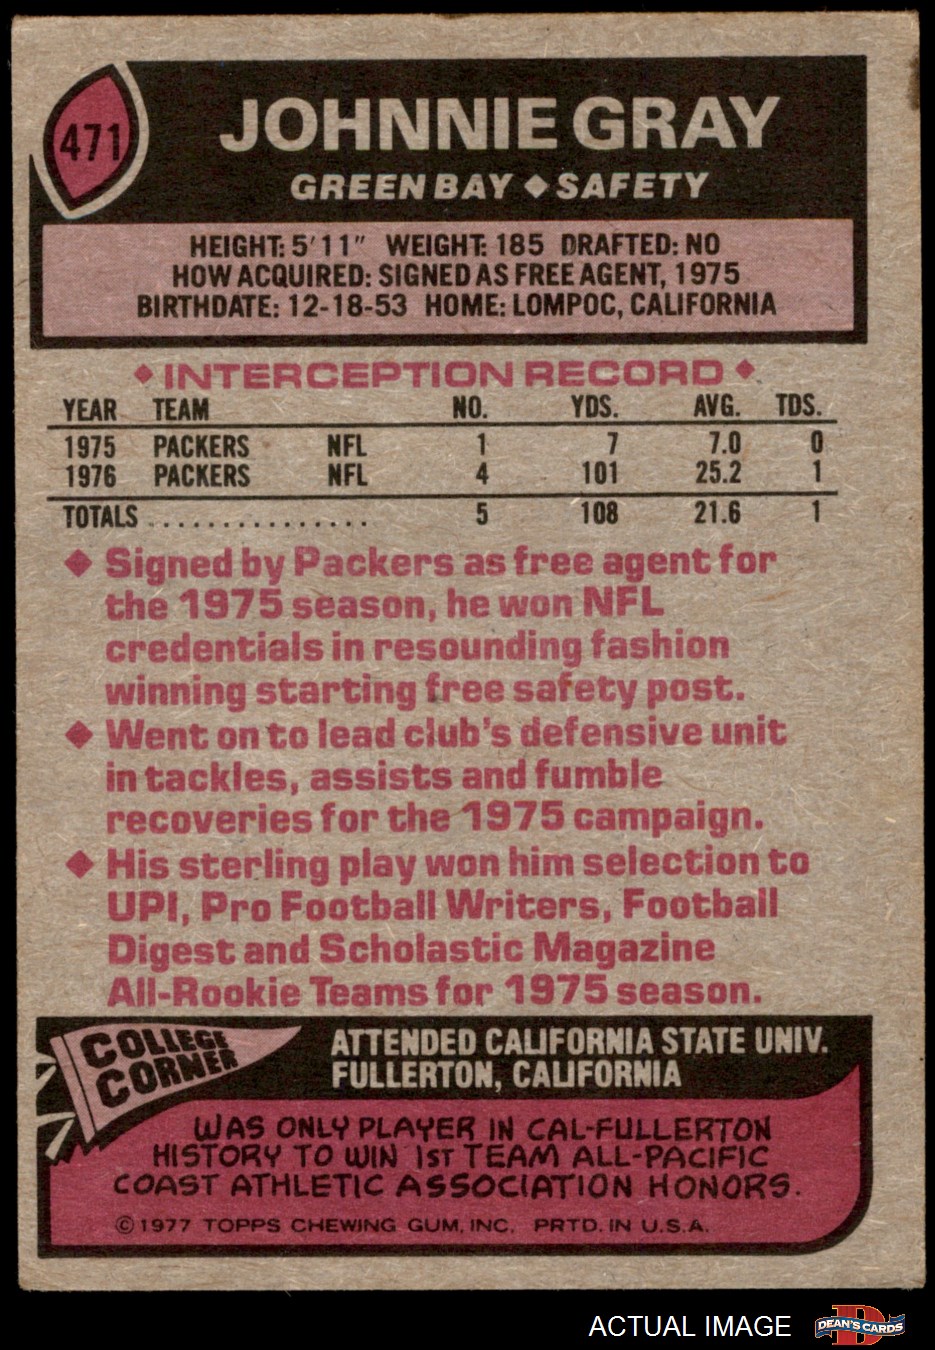 471
JOHNNIE GRAY
GREEN BAY ◆ SAFETY
HEIGHT: 5'11" WEIGHT: 185 DRAFTED: NO
HOW ACQUIRED: SIGNED AS FREE AGENT, 1975
BIRTHDATE: 12-18-53 HOME: LOMPOC, CALIFORNIA
◆ INTERCEPTION RECORD ◆
YEAR TEAM NO. YDS. AVG. TDS.
1975 PACKERS NFL 1 7 7.0 0
1976 PACKERS NFL 4 101 25.2 1
TOTALS ................ 5 108 21.6 1
◆ Signed by Packers as free agent for
the 1975 season, he won NFL
credentials in resounding fashion
winning starting free safety post.
◆ Went on to lead club's defensive unit
in tackles, assists and fumble
recoveries for the 1975 campaign.
◆ His sterling play won him selection to
UPI, Pro Football Writers, Football
Digest and Scholastic Magazine
All-Rookie Teams for 1975 season.
COLLEGE
CORNER
ATTENDED CALIFORNIA STATE UNIV.
FULLERTON, CALIFORNIA
WAS ONLY PLAYER IN CAL-FULLERTON
HISTORY TO WIN 1ST TEAM ALL-PACIFIC
COAST ATHLETIC ASSOCIATION HONORS.
© 1977 TOPPS CHEWING GUM, INC. PRTD. IN U.S.A.
ACTUAL IMAGE
D
DEAN'S CARDS